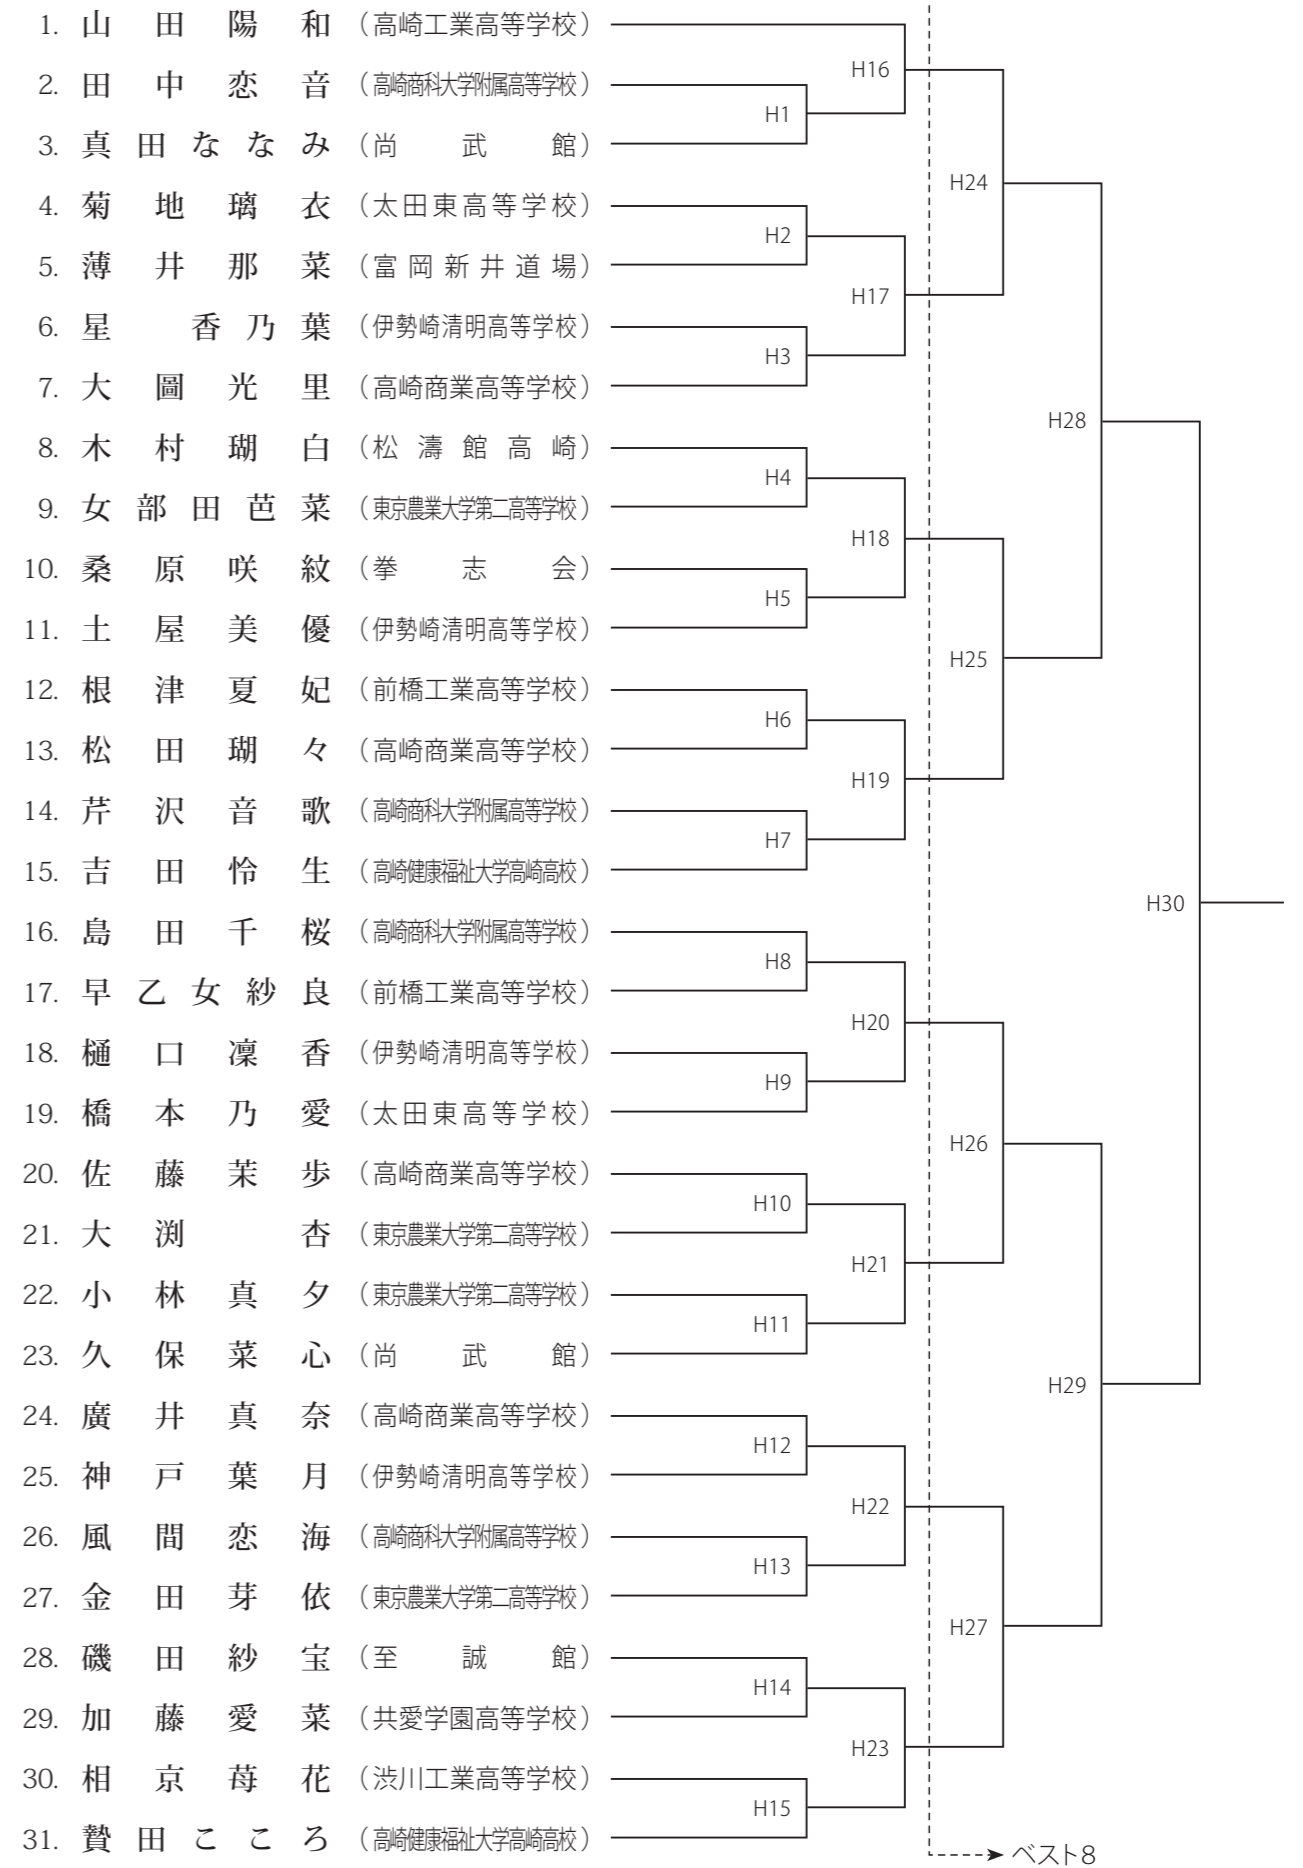 1. 山田陽和 （高崎工業高等学校）
2. 田中恋音 （高崎商科大学附属高等学校）
3. 真田ななみ （尚武館）
4. 菊地璃衣 （太田東高等学校）
5. 薄井那菜 （富岡新井道場）
6. 星 香乃葉 （伊勢崎清明高等学校）
7. 大圖光里 （高崎商業高等学校）
8. 木村瑚白 （松濤館高崎）
9. 女部田芭菜 （東京農業大学第二高等学校）
10. 桑原咲紋 （拳志会）
11. 土屋美優 （伊勢崎清明高等学校）
12. 根津夏妃 （前橋工業高等学校）
13. 松田瑚々 （高崎商業高等学校）
14. 芹沢音歌 （高崎商科大学附属高等学校）
15. 吉田怜生 （高崎健康福祉大学高崎高校）
16. 島田千桜 （高崎商科大学附属高等学校）
17. 早乙女紗良 （前橋工業高等学校）
18. 樋口凜香 （伊勢崎清明高等学校）
19. 橋本乃愛 （太田東高等学校）
20. 佐藤茉歩 （高崎商業高等学校）
21. 大渕 杏 （東京農業大学第二高等学校）
22. 小林真夕 （東京農業大学第二高等学校）
23. 久保菜心 （尚武館）
24. 廣井真奈 （高崎商業高等学校）
25. 神戸葉月 （伊勢崎清明高等学校）
26. 風間恋海 （高崎商科大学附属高等学校）
27. 金田芽依 （東京農業大学第二高等学校）
28. 磯田紗宝 （至誠館）
29. 加藤愛菜 （共愛学園高等学校）
30. 相京苺花 （渋川工業高等学校）
31. 贄田こころ （高崎健康福祉大学高崎高校）
H1
H2
H3
H4
H5
H6
H7
H8
H9
H10
H11
H12
H13
H14
H15
H16
H17
H18
H19
H20
H21
H22
H23
H24
H25
H26
H27
H28
H29
H30
ベスト8